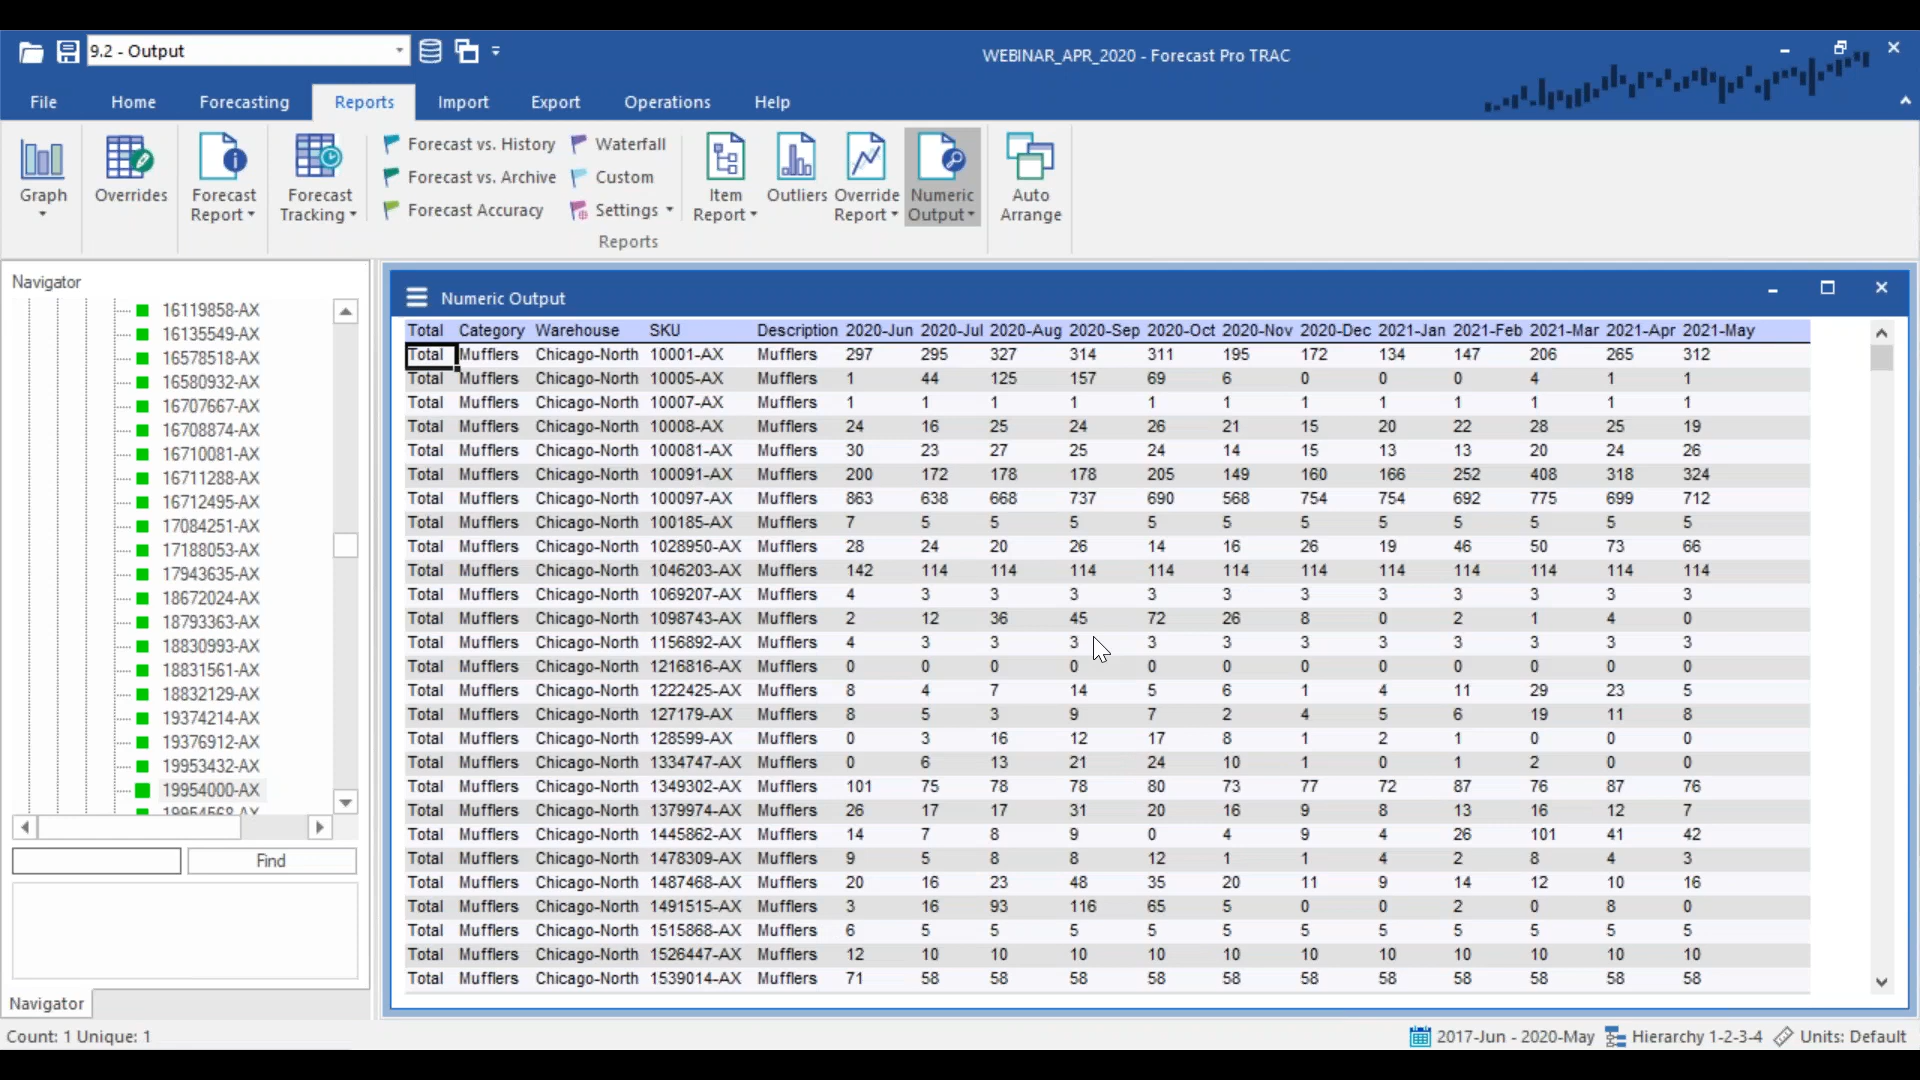 9.2 - Output
WEBINAR_APR_2020 - Forecast Pro TRAC
File Home Forecasting Reports Import Export Operations Help
Graph
Overrides
Forecast
Report
Forecast
Tracking
Forecast vs. History
Forecast vs. Archive
Forecast Accuracy
Waterfall
Custom
Settings
Item
Report
Outliers
Override
Report
Numeric
Output
Auto
Arrange
Reports
Navigator
16119858-AX
16135549-AX
16578518-AX
16580932-AX
16707667-AX
16708874-AX
16710081-AX
16711288-AX
16712495-AX
17084251-AX
17188053-AX
17943635-AX
18672024-AX
18793363-AX
18830993-AX
18831561-AX
18832129-AX
19374214-AX
19376912-AX
19953432-AX
19954000-AX
19954568-AX
Find
Navigator
Numeric Output
Total Category Warehouse SKU Description 2020-Jun 2020-Jul 2020-Aug 2020-Sep 2020-Oct 2020-Nov 2020-Dec 2021-Jan 2021-Feb 2021-Mar 2021-Apr 2021-May
Total Mufflers Chicago-North 10001-AX Mufflers 297 295 327 314 311 195 172 134 147 206 265 312
Total Mufflers Chicago-North 10005-AX Mufflers 1 44 125 157 69 6 0 0 0 4 1 1
Total Mufflers Chicago-North 10007-AX Mufflers 1 1 1 1 1 1 1 1 1 1 1 1
Total Mufflers Chicago-North 10008-AX Mufflers 24 16 25 24 26 21 15 20 22 28 25 19
Total Mufflers Chicago-North 100081-AX Mufflers 30 23 27 25 24 14 15 13 13 20 24 26
Total Mufflers Chicago-North 100091-AX Mufflers 200 172 178 178 205 149 160 166 252 408 318 324
Total Mufflers Chicago-North 100097-AX Mufflers 863 638 668 737 690 568 754 754 692 775 699 712
Total Mufflers Chicago-North 100185-AX Mufflers 7 5 5 5 5 5 5 5 5 5 5 5
Total Mufflers Chicago-North 1028950-AX Mufflers 28 24 20 26 14 16 26 19 46 50 73 66
Total Mufflers Chicago-North 1046203-AX Mufflers 142 114 114 114 114 114 114 114 114 114 114 114
Total Mufflers Chicago-North 1069207-AX Mufflers 4 3 3 3 3 3 3 3 3 3 3 3
Total Mufflers Chicago-North 1098743-AX Mufflers 2 12 36 45 72 26 8 0 2 1 4 0
Total Mufflers Chicago-North 1156892-AX Mufflers 4 3 3 3 3 3 3 3 3 3 3 3
Total Mufflers Chicago-North 1216816-AX Mufflers 0 0 0 0 0 0 0 0 0 0 0 0
Total Mufflers Chicago-North 1222425-AX Mufflers 8 4 7 14 5 6 1 4 11 29 23 5
Total Mufflers Chicago-North 127179-AX Mufflers 8 5 3 9 7 2 4 5 6 19 11 8
Total Mufflers Chicago-North 128599-AX Mufflers 0 3 16 12 17 8 1 2 1 0 0 0
Total Mufflers Chicago-North 1334747-AX Mufflers 0 6 13 21 24 10 1 0 1 2 0 0
Total Mufflers Chicago-North 1349302-AX Mufflers 101 75 78 78 80 73 77 72 87 76 87 76
Total Mufflers Chicago-North 1379974-AX Mufflers 26 17 17 31 20 16 9 8 13 16 12 7
Total Mufflers Chicago-North 1445862-AX Mufflers 14 7 8 9 0 4 9 4 26 101 41 42
Total Mufflers Chicago-North 1478309-AX Mufflers 9 5 8 8 12 1 1 4 2 8 4 3
Total Mufflers Chicago-North 1487468-AX Mufflers 20 16 23 48 35 20 11 9 14 12 10 16
Total Mufflers Chicago-North 1491515-AX Mufflers 3 16 93 116 65 5 0 0 2 0 8 0
Total Mufflers Chicago-North 1515868-AX Mufflers 6 5 5 5 5 5 5 5 5 5 5 5
Total Mufflers Chicago-North 1526447-AX Mufflers 12 10 10 10 10 10 10 10 10 10 10 10
Total Mufflers Chicago-North 1539014-AX Mufflers 71 58 58 58 58 58 58 58 58 58 58 58
Count: 1 Unique: 1
2017-Jun - 2020-May Hierarchy 1-2-3-4 Units: Default